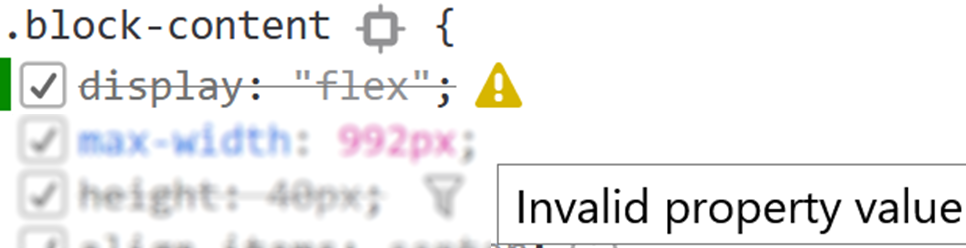 .block-content {
display: "flex";
max-width: 992px;
height: 40px;
Invalid property value